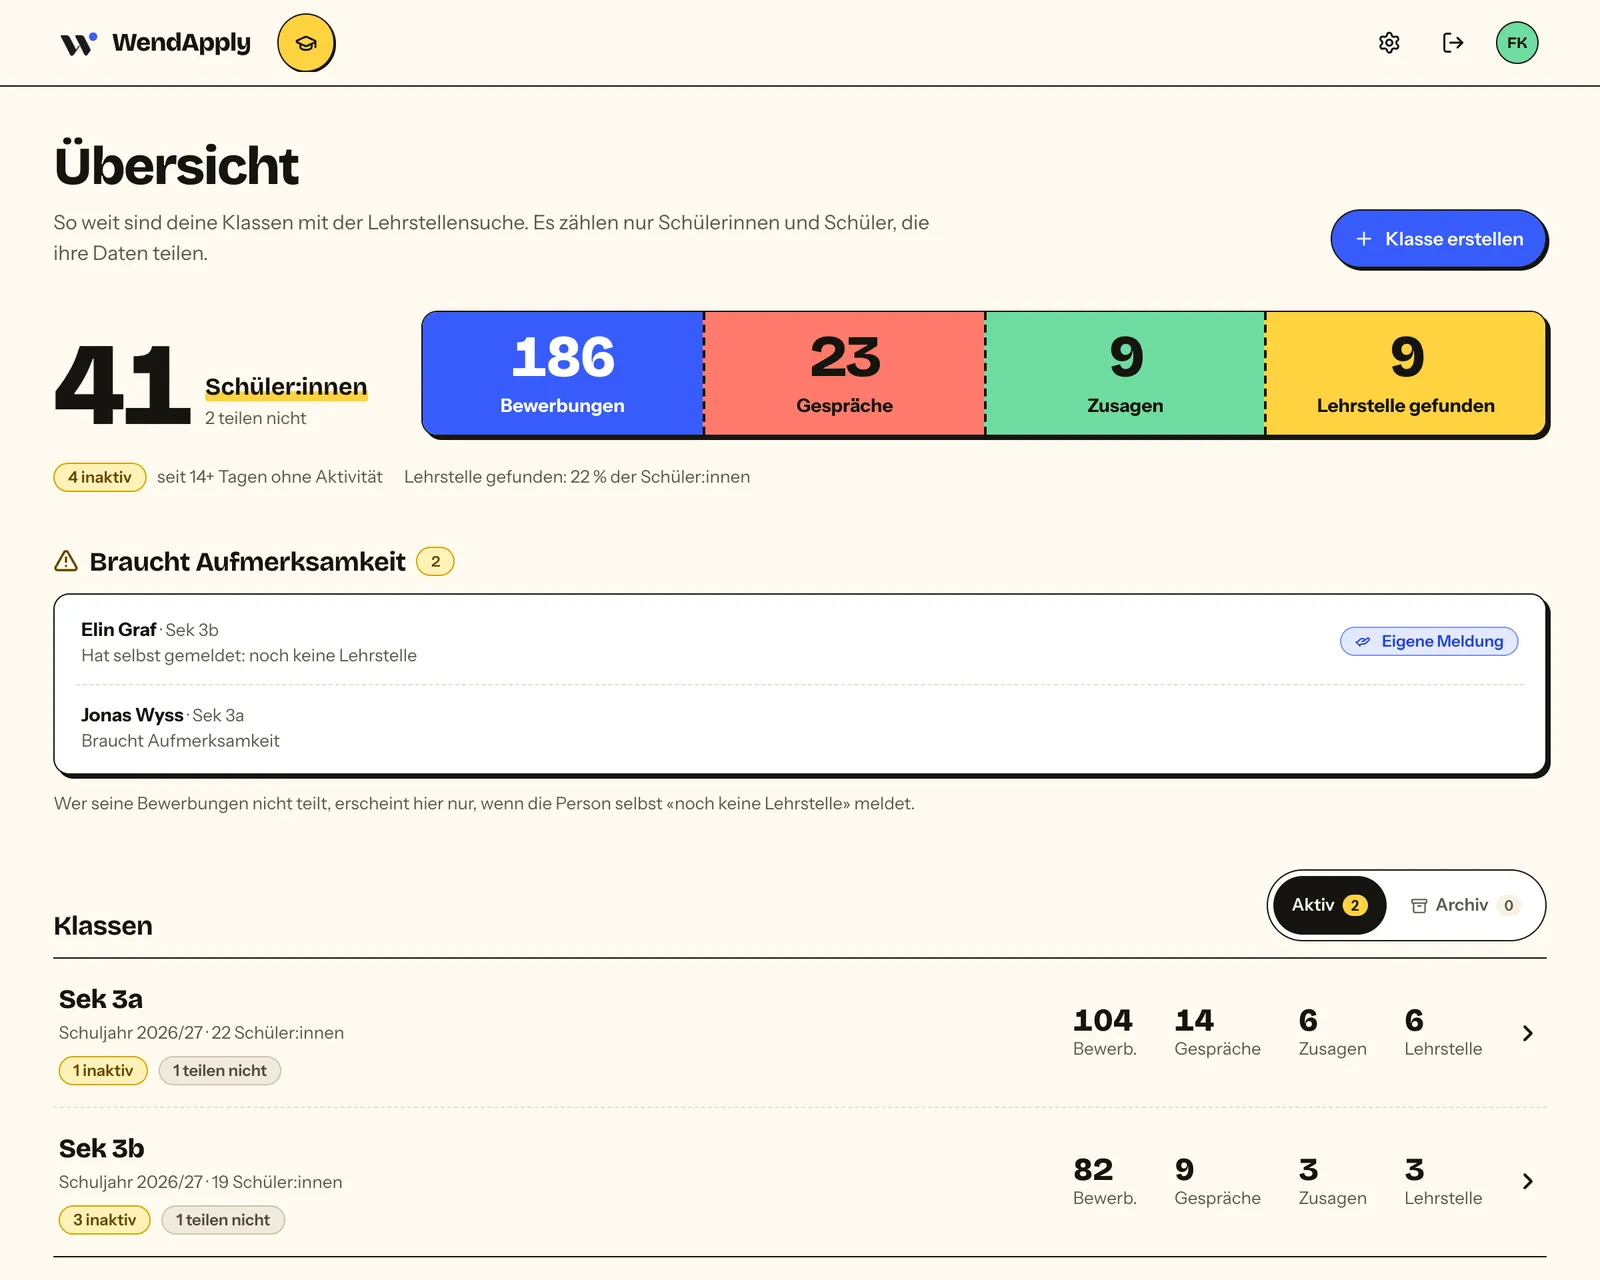 WendApply
FK
Übersicht
So weit sind deine Klassen mit der Lehrstellensuche. Es zählen nur Schülerinnen und Schüler, die
ihre Daten teilen.
+ Klasse erstellen
41
Schüler:innen
2 teilen nicht
186
Bewerbungen
23
Gespräche
9
Zusagen
9
Lehrstelle gefunden
4 inaktiv seit 14+ Tagen ohne Aktivität Lehrstelle gefunden: 22 % der Schüler:innen
Braucht Aufmerksamkeit 2
Elin Graf · Sek 3b
Hat selbst gemeldet: noch keine Lehrstelle
Eigene Meldung
Jonas Wyss · Sek 3a
Braucht Aufmerksamkeit
Wer seine Bewerbungen nicht teilt, erscheint hier nur, wenn die Person selbst «noch keine Lehrstelle» meldet.
Klassen
Aktiv 2
Archiv 0
Sek 3a
Schuljahr 2026/27 · 22 Schüler:innen
1 inaktiv 1 teilen nicht
104
Bewerb.
14
Gespräche
6
Zusagen
6
Lehrstelle
Sek 3b
Schuljahr 2026/27 · 19 Schüler:innen
3 inaktiv 1 teilen nicht
82
Bewerb.
9
Gespräche
3
Zusagen
3
Lehrstelle